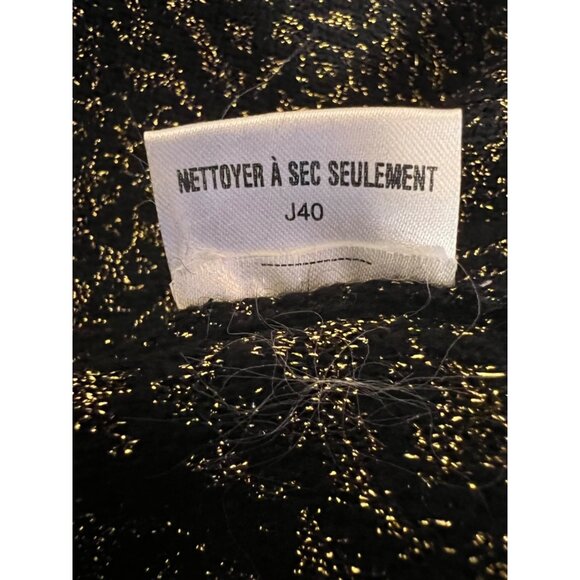 NETTOYER À SEC SEULEMENT
J40